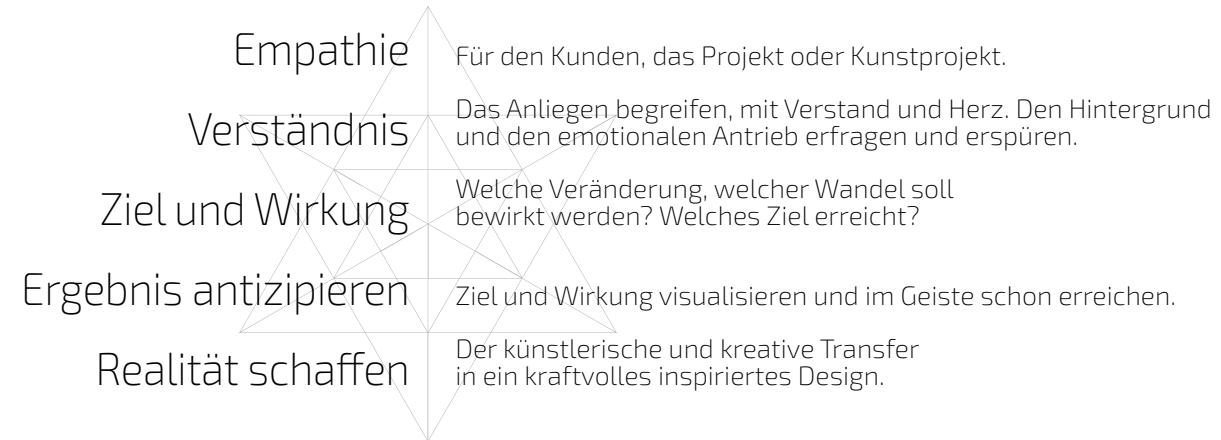 Empathie
Für den Kunden, das Projekt oder Kunstprojekt.
Verständnis
Das Anliegen begreifen, mit Verstand und Herz. Den Hintergrund
und den emotionalen Antrieb erfragen und erspüren.
Ziel und Wirkung
Welche Veränderung, welcher Wandel soll
bewirkt werden? Welches Ziel erreicht?
Ergebnis antizipieren
Ziel und Wirkung visualisieren und im Geiste schon erreichen.
Realität schaffen
Der künstlerische und kreative Transfer
in ein kraftvolles inspiriertes Design.